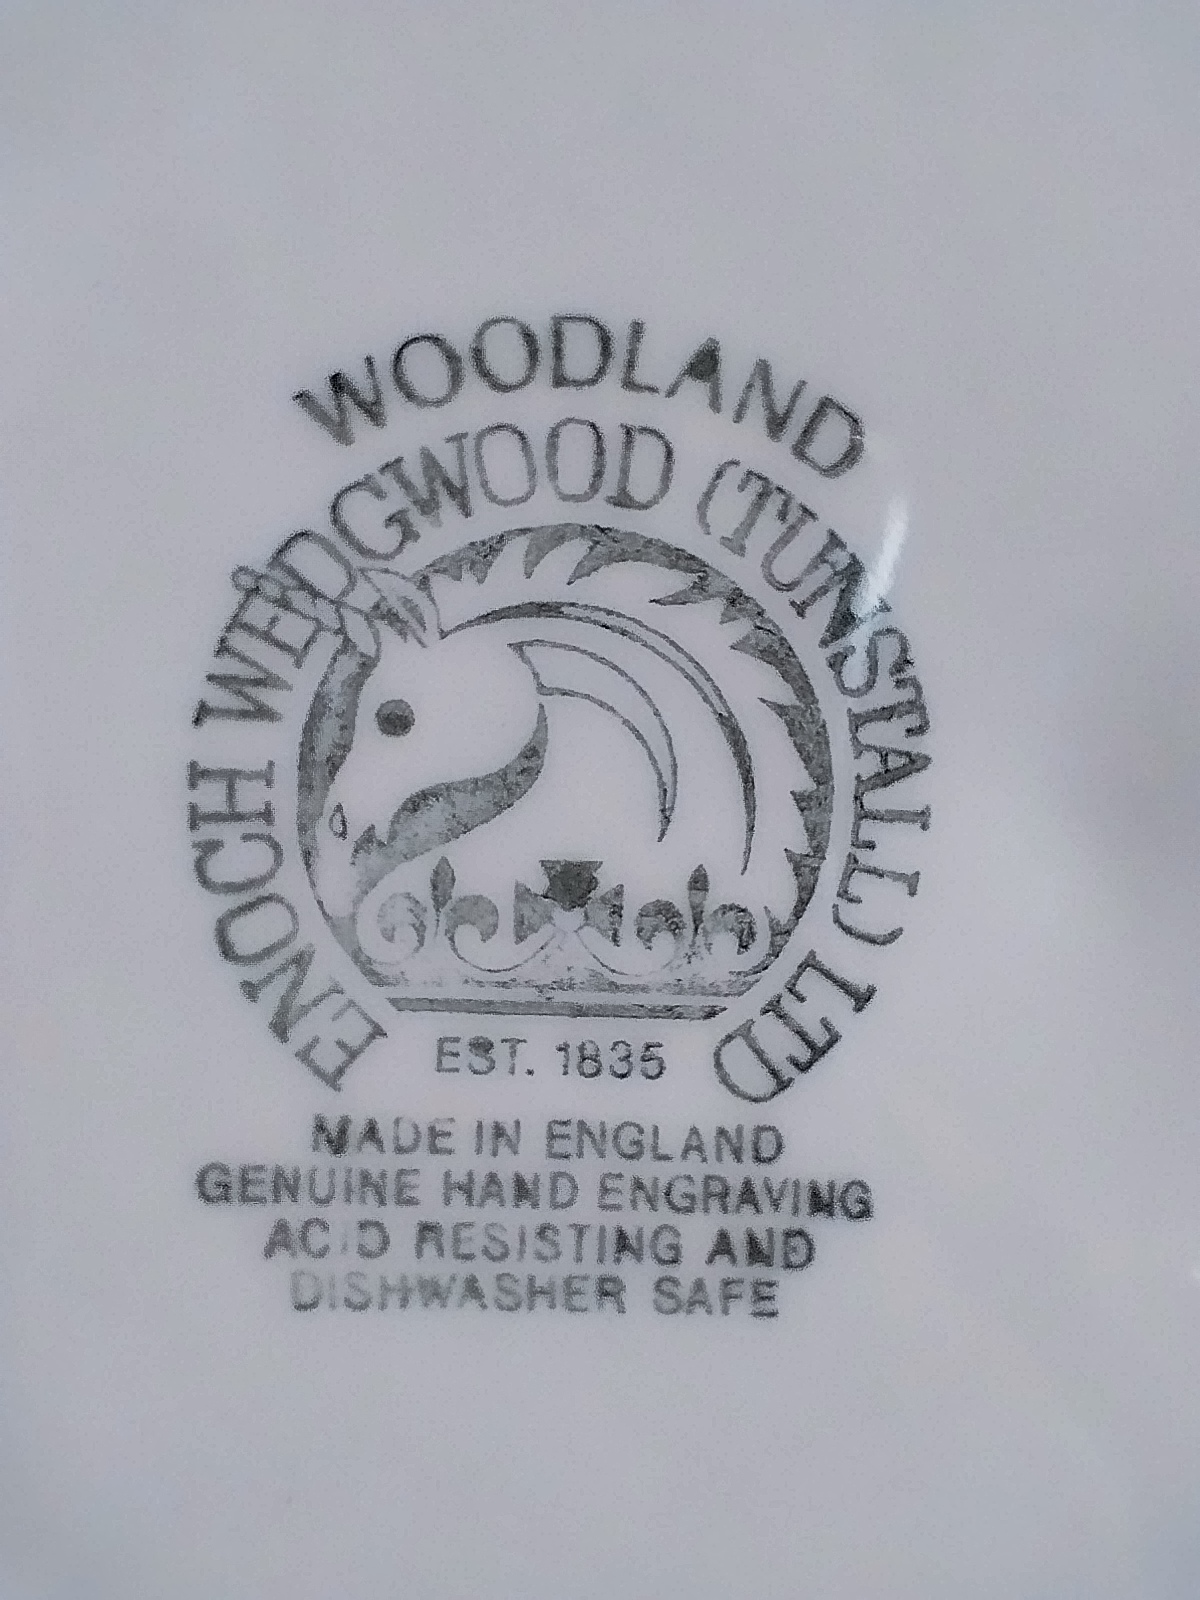 WOODLAND
ENOCH WEDGWOOD (TUNSTALL) LTD
EST. 1835
MADE IN ENGLAND
GENUINE HAND ENGRAVING
ACID RESISTING AND
DISHWASHER SAFE